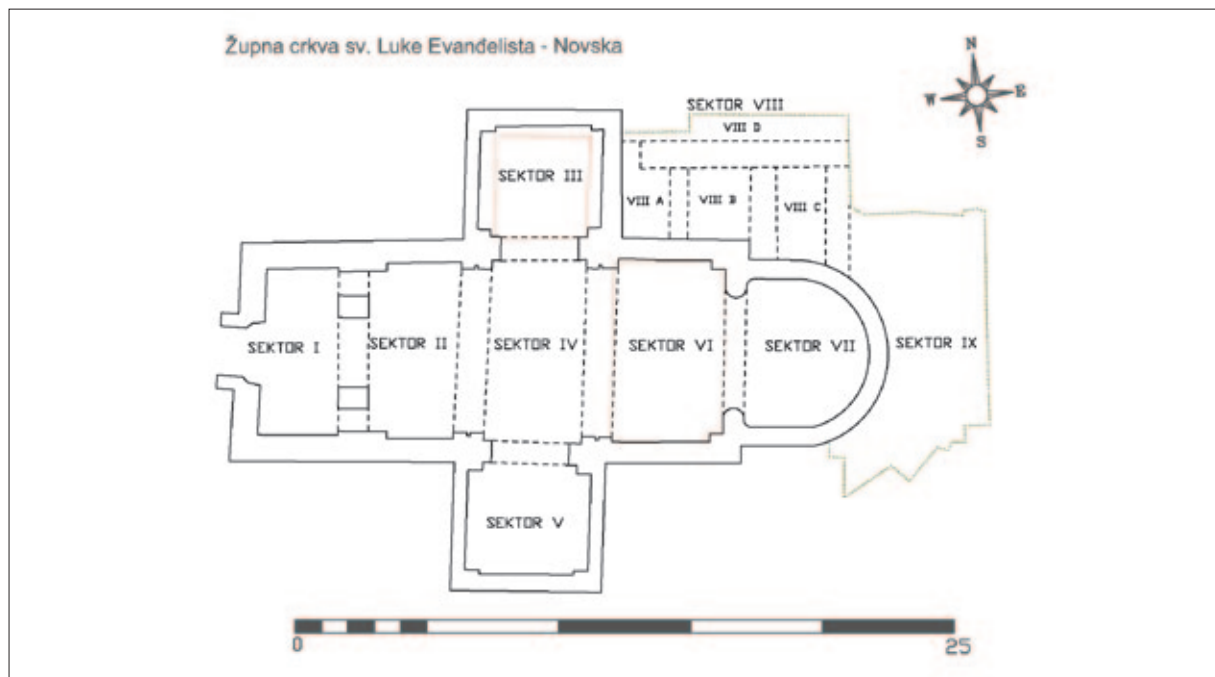 Župna crkva sv. Luke Evanđelista - Novska
N
W E
S
SEKTOR VIII
VIII D
SEKTOR III
VIII A VIII B VIII C
SEKTOR I SEKTOR II SEKTOR IV SEKTOR VI SEKTOR VII SEKTOR IX
SEKTOR V
0 25